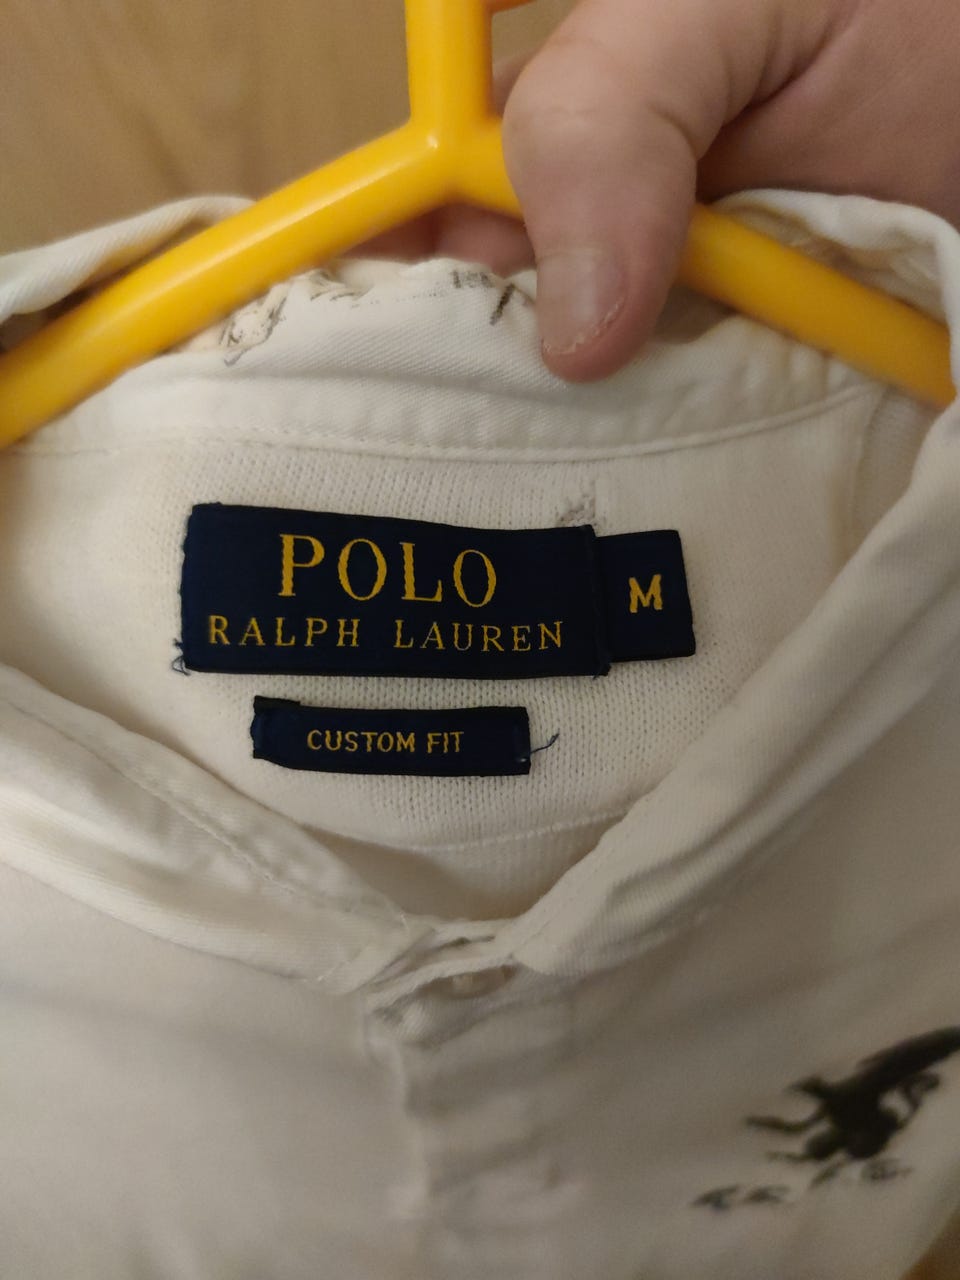 POLO
RALPH LAUREN
M
CUSTOM FIT